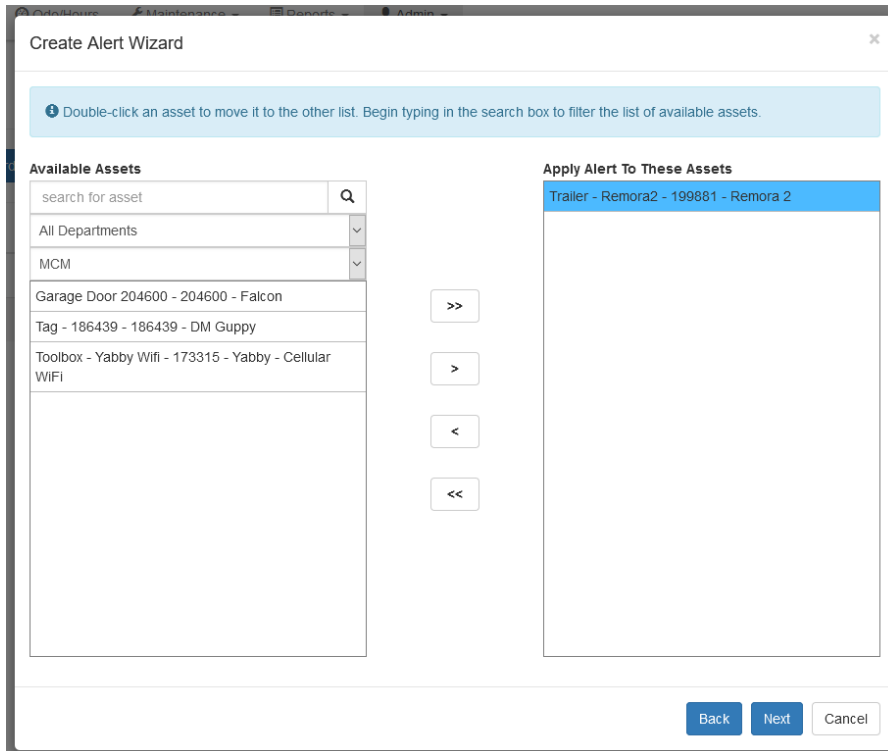 Odo/Hours Maintenance Reports Admin
Create Alert Wizard ×
Double-click an asset to move it to the other list. Begin typing in the search box to filter the list of available assets.
Available Assets
search for asset
All Departments
MCM
Garage Door 204600 - 204600 - Falcon
Tag - 186439 - 186439 - DM Guppy
Toolbox - Yabby Wifi - 173315 - Yabby - Cellular
WiFi
>>
>
<
<<
Apply Alert To These Assets
Trailer - Remora2 - 199881 - Remora 2
Back Next Cancel